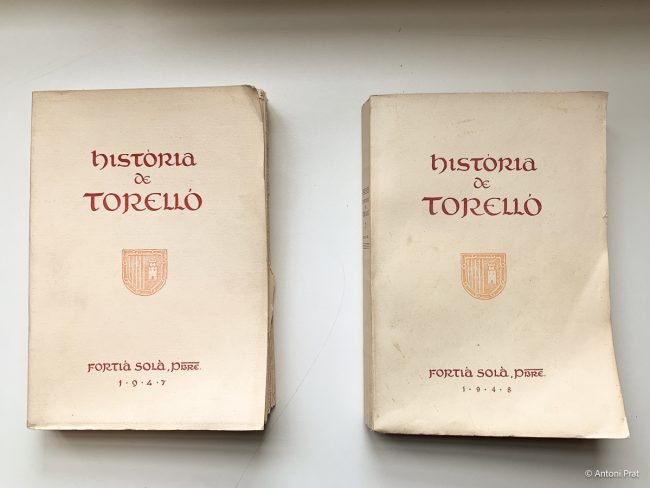 història
de
TORELLÓ
FORTIÀ SOLÀ, PBRE.
1·9·4·7
història
de
TORELLÓ
FORTIÀ SOLÀ, PBRE.
1·9·4·8
© Antoni Prat